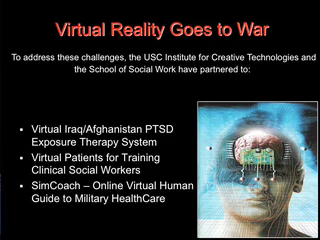 Virtual Reality Goes to War
To address these challenges, the USC Institute for Creative Technologies and
the School of Social Work have partnered to:
• Virtual Iraq/Afghanistan PTSD
Exposure Therapy System
• Virtual Patients for Training
Clinical Social Workers
• SimCoach – Online Virtual Human
Guide to Military HealthCare